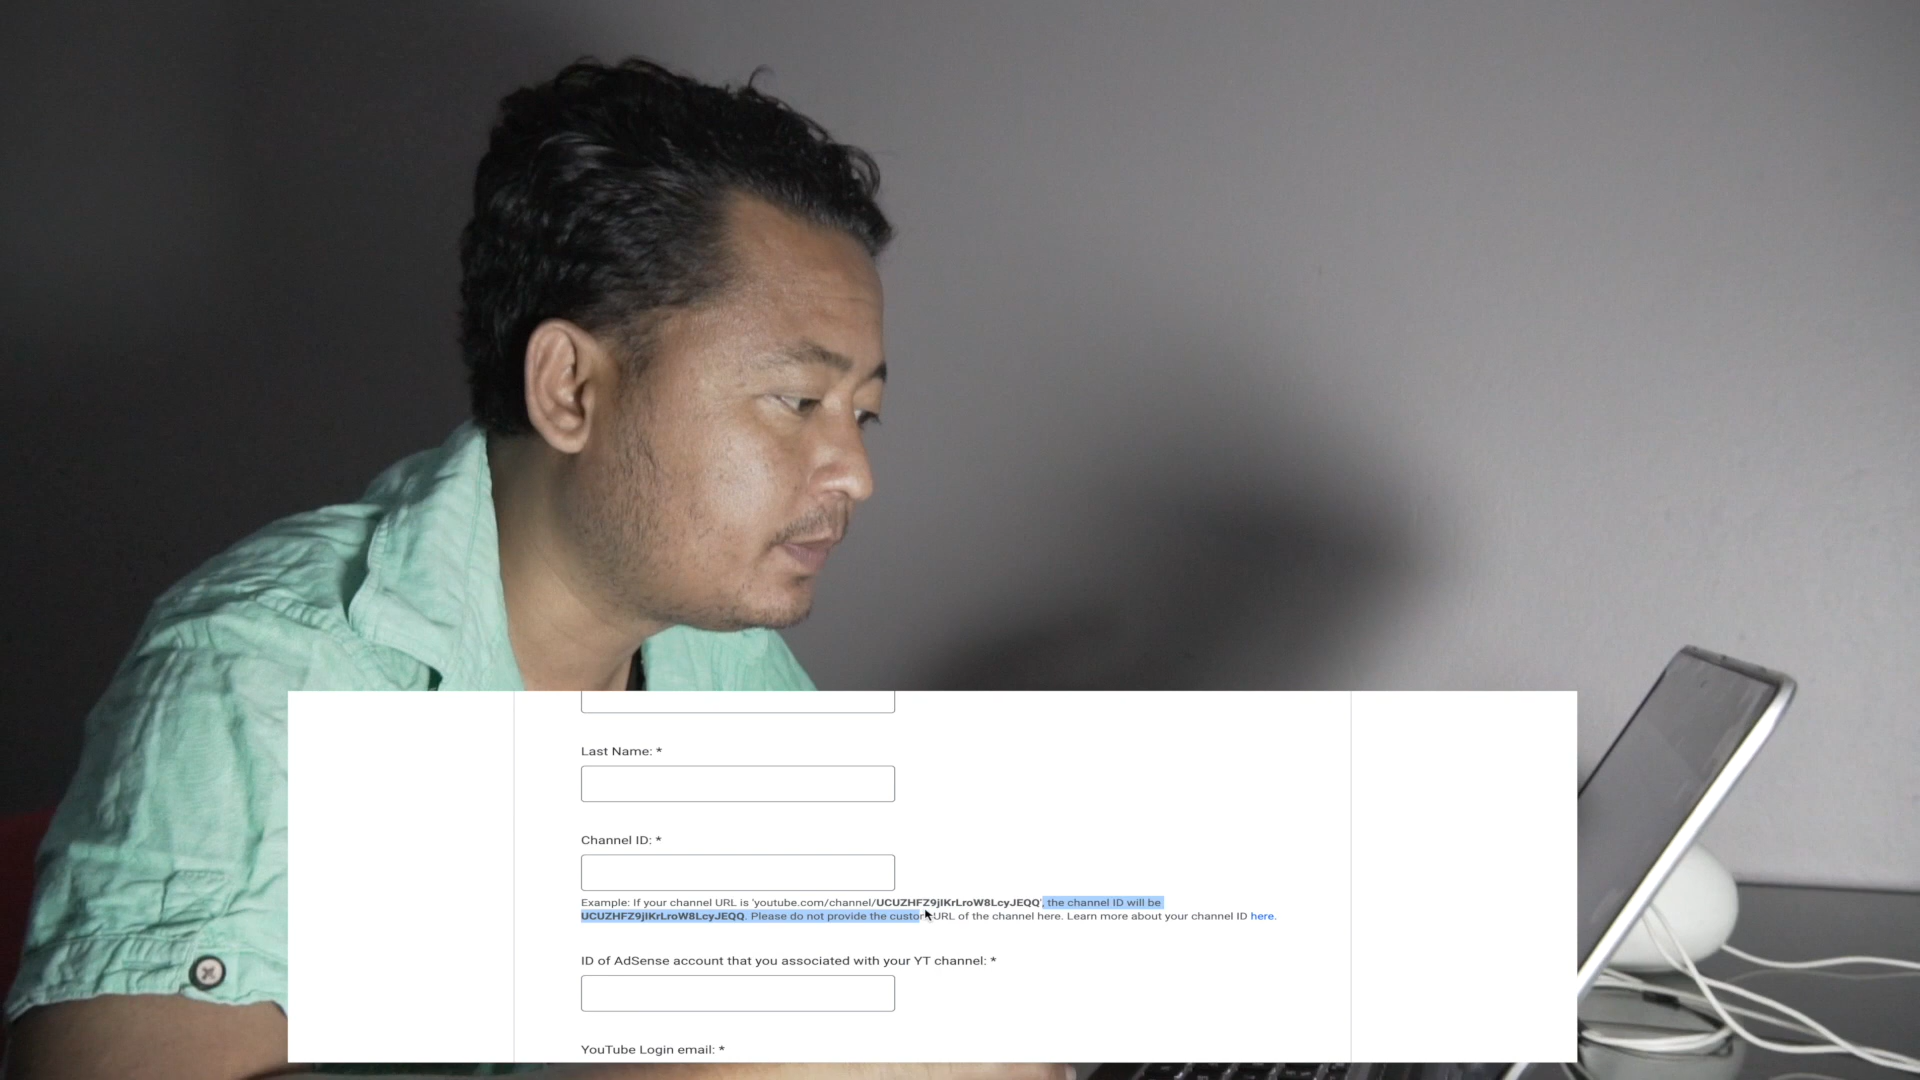 Last Name: *
Channel ID: *
Example: If your channel URL is 'youtube.com/channel/UCUZHFZ9jIKrLroW8LcyJEQQ', the channel ID will be
UCUZHFZ9jIKrLroW8LcyJEQQ. Please do not provide the custom URL of the channel here. Learn more about your channel ID here.
ID of AdSense account that you associated with your YT channel: *
YouTube Login email: *